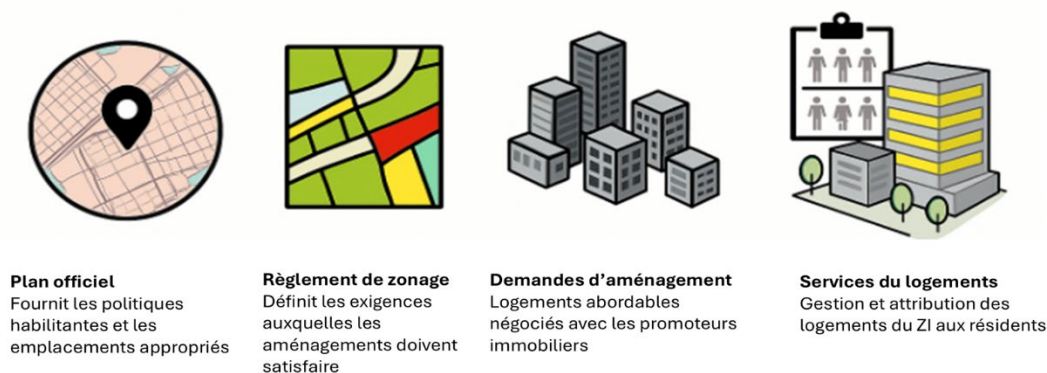 Plan officiel
Fournit les politiques
habilitantes et les
emplacements appropriés
Règlement de zonage
Définit les exigences
auxquelles les
aménagements doivent
satisfaire
Demandes d’aménagement
Logements abordables
négociés avec les promoteurs
immobiliers
Services du logements
Gestion et attribution des
logements du ZI aux résidents